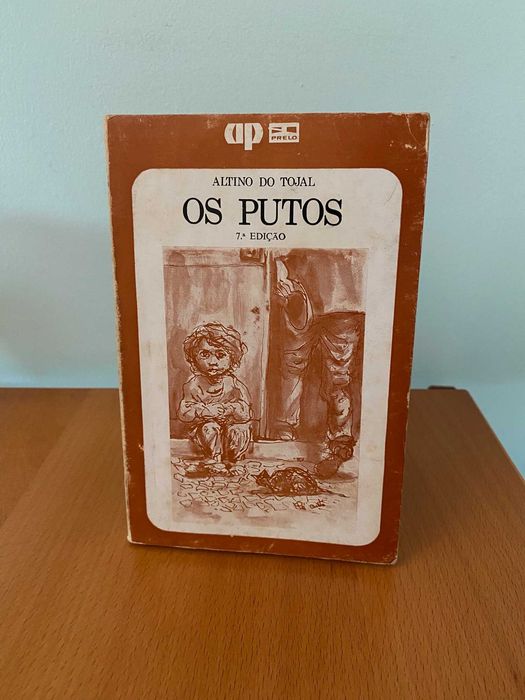 ap
PRELO
ALTINO DO TOJAL
OS PUTOS
7.ª EDIÇÃO